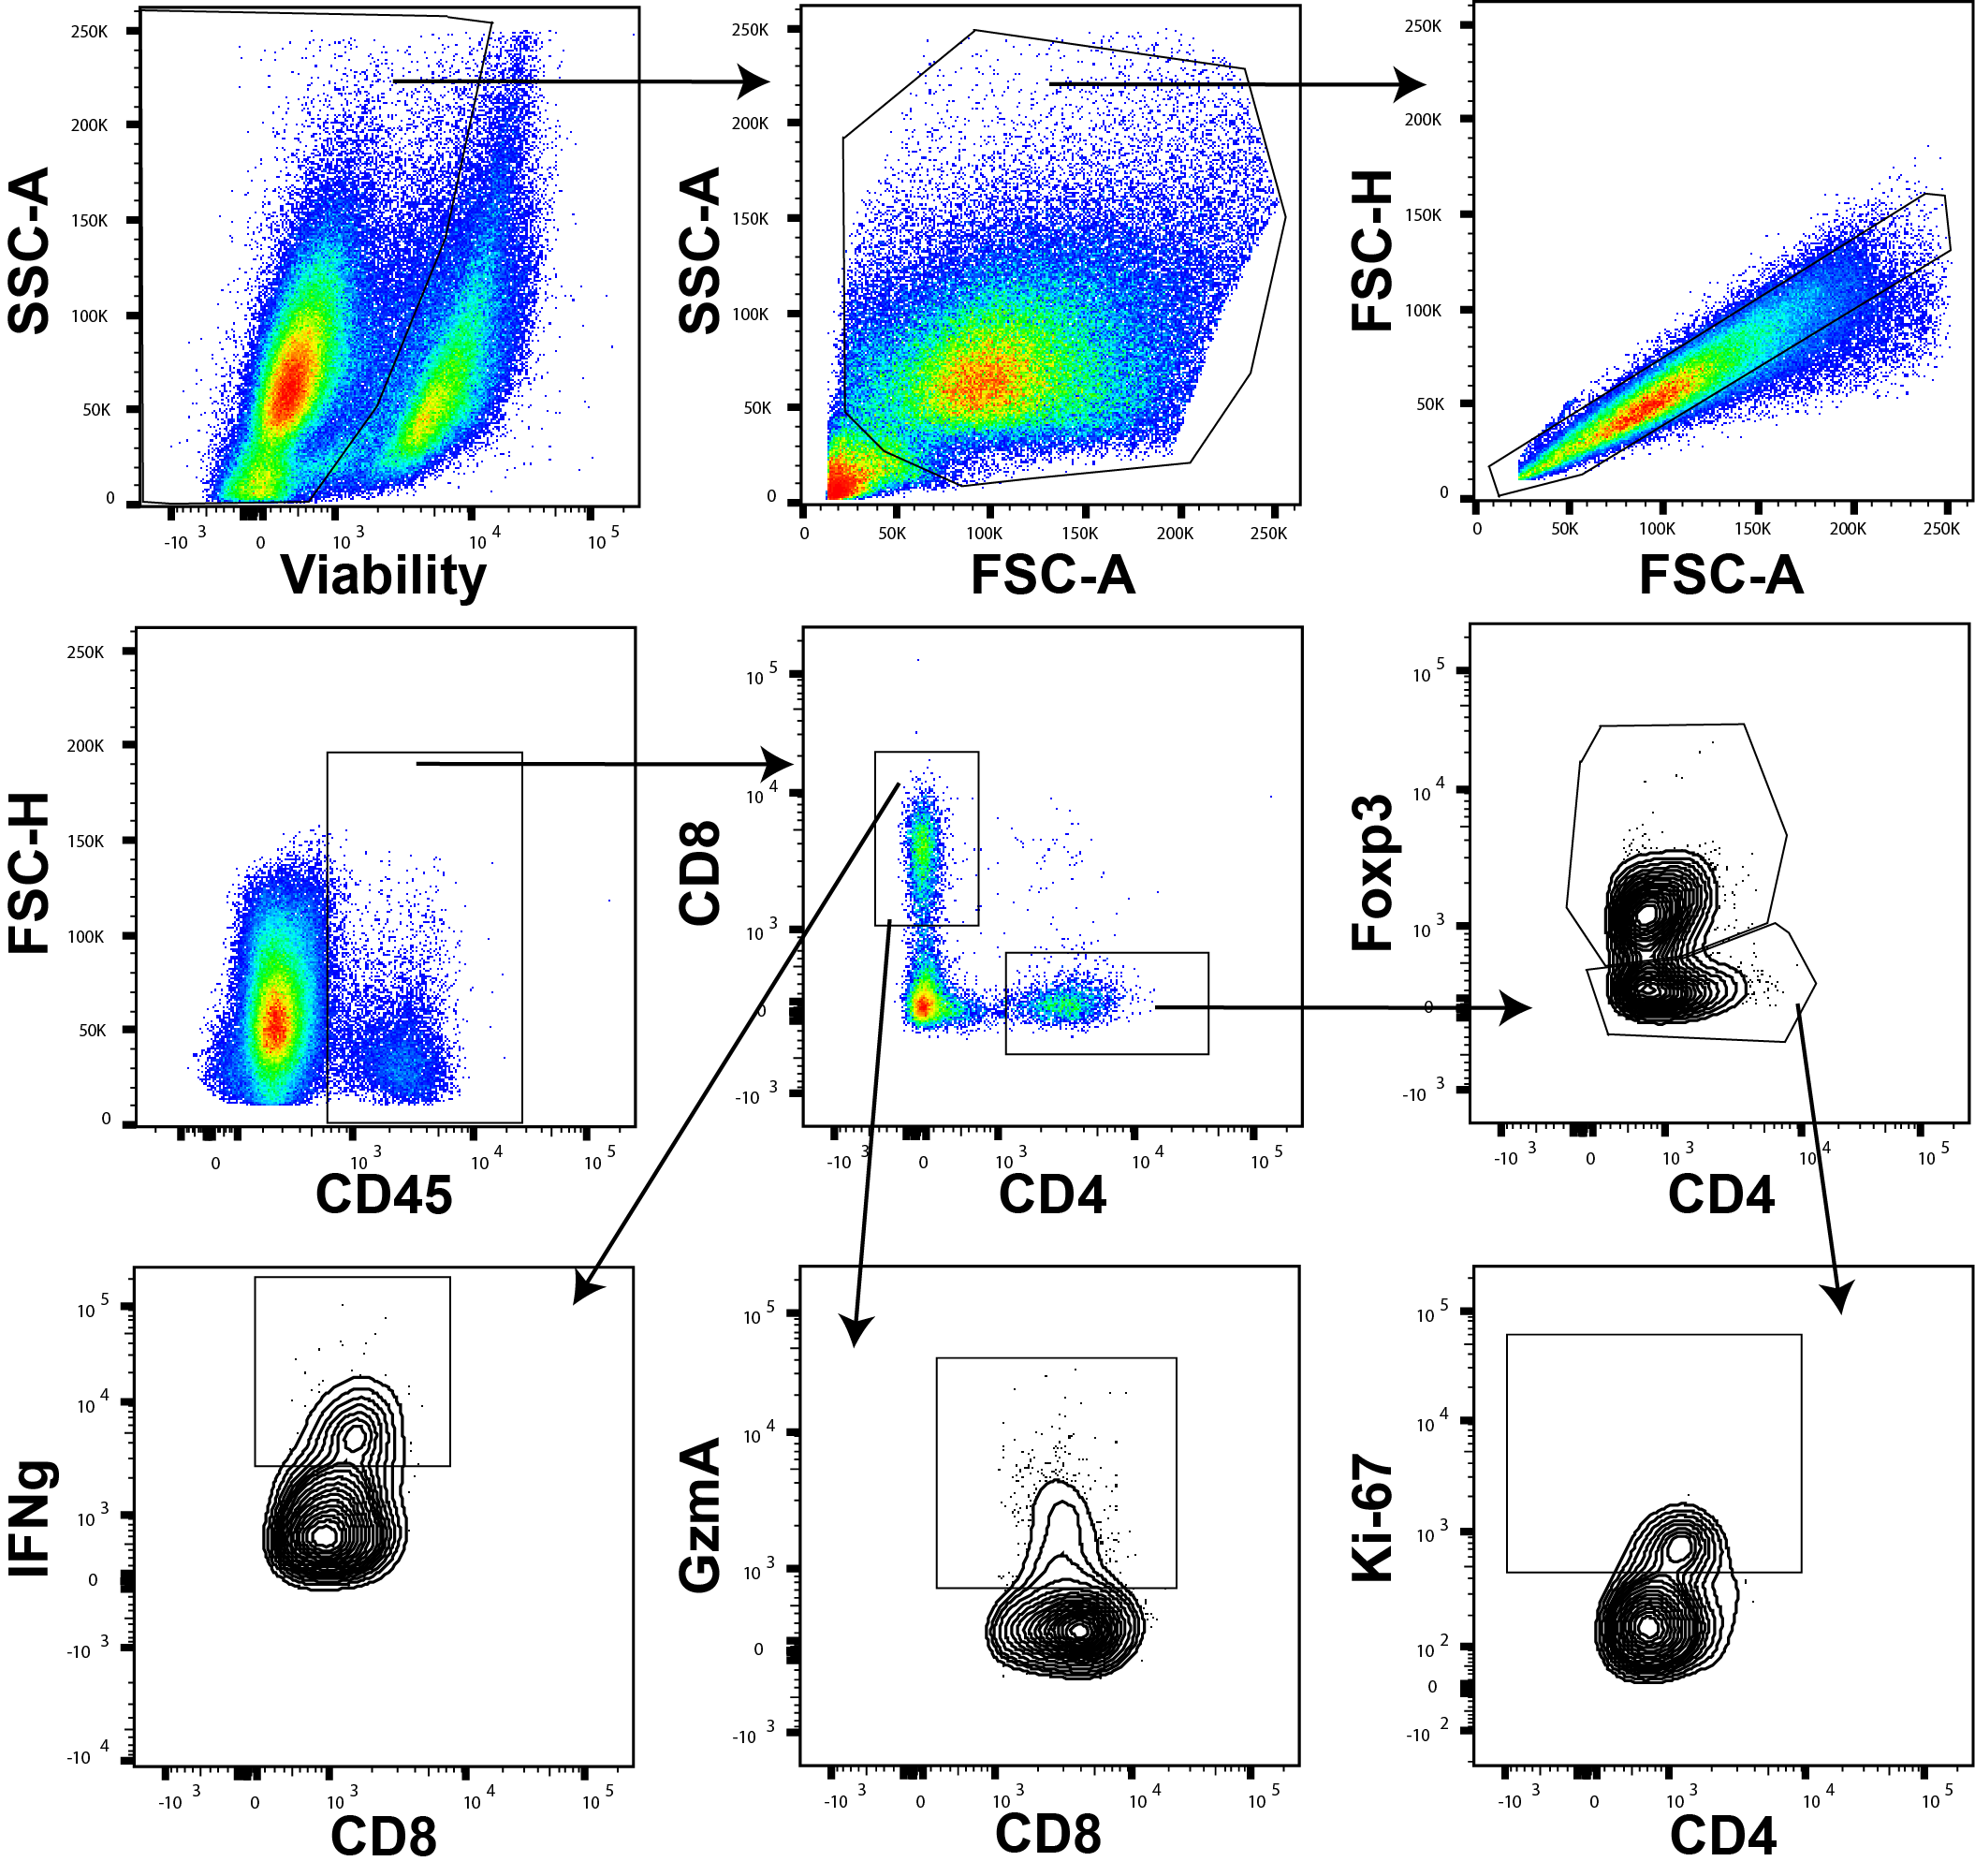 SSC-A
250K
200K
150K
100K
50K
0
-10 3 0 10 3 10 4 10 5
Viability
SSC-A
250K
200K
150K
100K
50K
0
0 50K 100K 150K 200K 250K
FSC-A
FSC-H
250K
200K
150K
100K
50K
0
0 50K 100K 150K 200K 250K
FSC-A
FSC-H
250K
200K
150K
100K
50K
0
0 10 3 10 4 10 5
CD45
CD8
10 5
10 4
10 3
0
-10 3
-10 3 0 10 3 10 4 10 5
CD4
Foxp3
10 5
10 4
10 3
0
-10 3
-10 3 0 10 3 10 4 10 5
CD4
IFNg
10 5
10 4
10 3
0
-10 3
-10 4
-10 3 0 10 3 10 4 10 5
CD8
GzmA
10 5
10 4
10 3
0
-10 3
-10 3 0 10 3 10 4 10 5
CD8
Ki-67
10 5
10 4
10 3
10 2
0
-10 2
-10 3 0 10 3 10 4 10 5
CD4